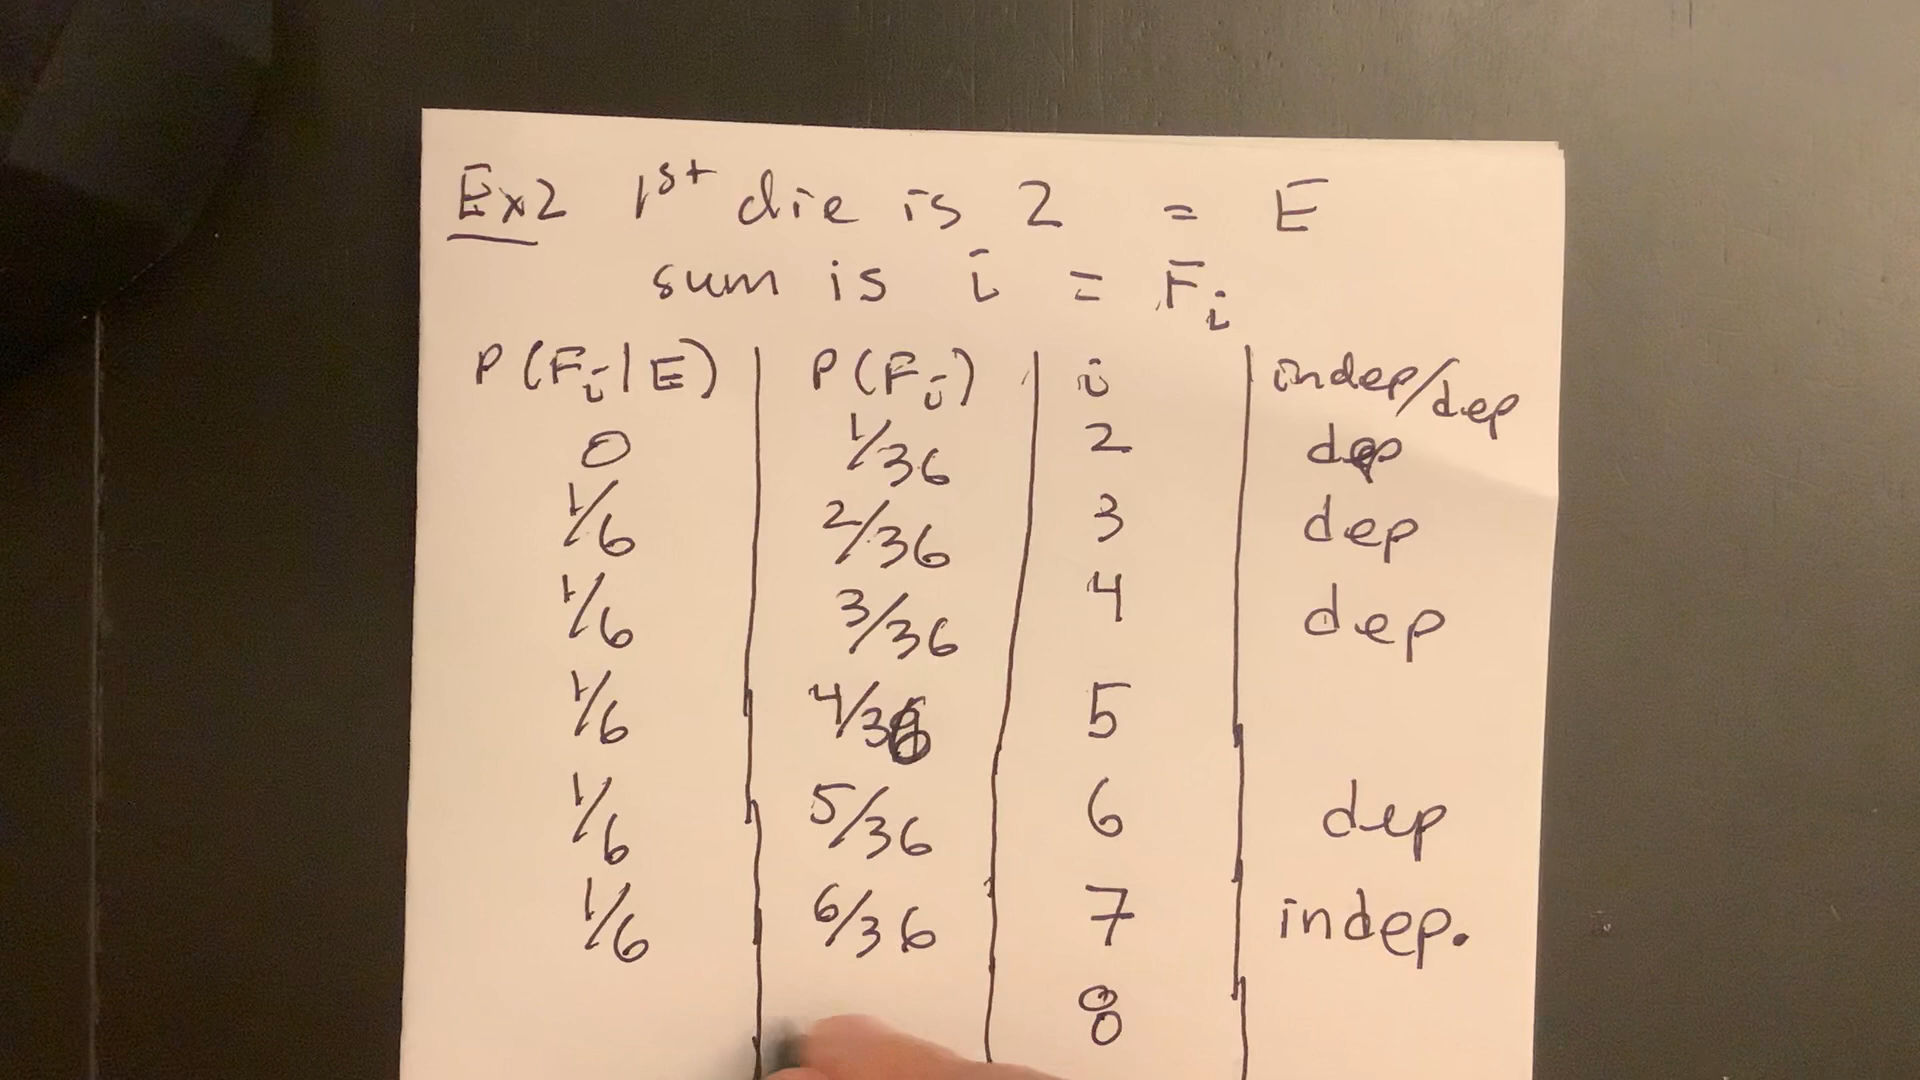 Ex2 1st die is 2 = E
sum is i = Fi
P(Fi|E) P(Fi) i indep/dep
0 1/36 2 dep
1/6 2/36 3 dep
1/6 3/36 4 dep
1/6 4/36 5
1/6 5/36 6 dep
1/6 6/36 7 indep.
8